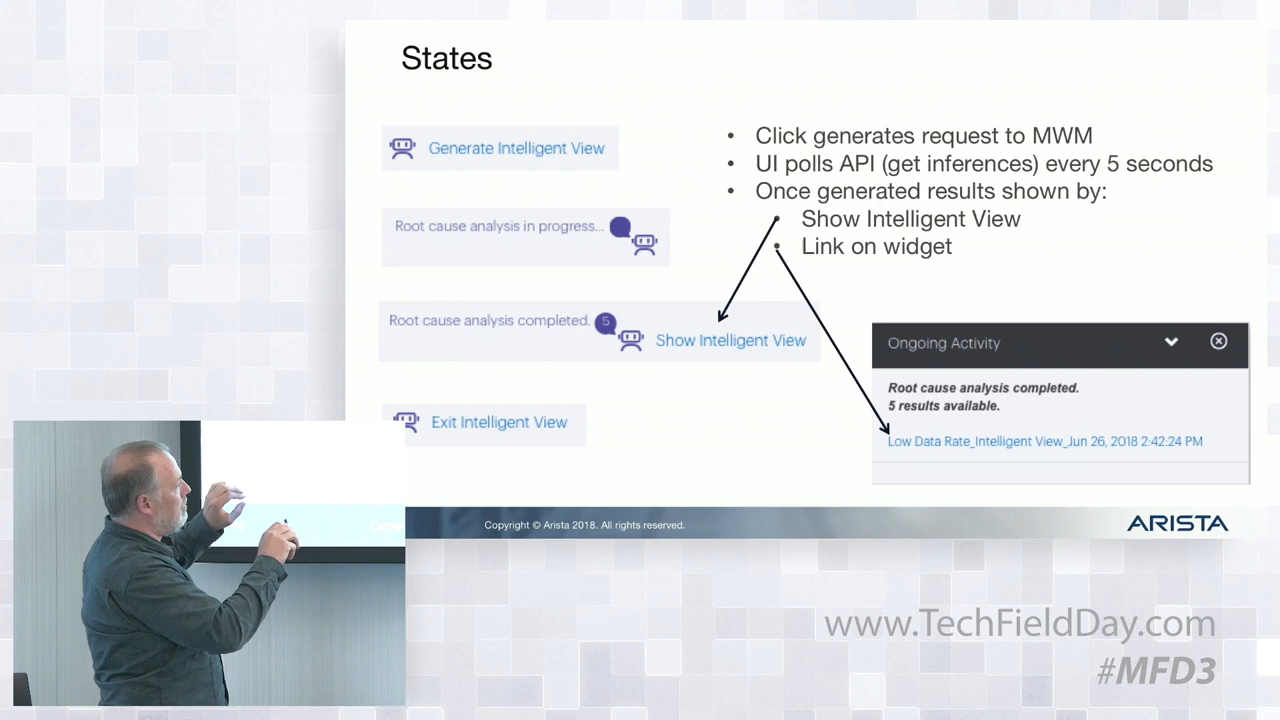 States
Generate Intelligent View
Root cause analysis in progress...
Root cause analysis completed.
5
Show Intelligent View
Exit Intelligent View
• Click generates request to MWM
• UI polls API (get inferences) every 5 seconds
• Once generated results shown by:
• Show Intelligent View
• Link on widget
Ongoing Activity
Root cause analysis completed.
5 results available.
Low Data Rate_Intelligent View_Jun 26, 2018 2:42:24 PM
Copyright © Arista 2018. All rights reserved.
ARISTA
www.TechFieldDay.com
#MFD3